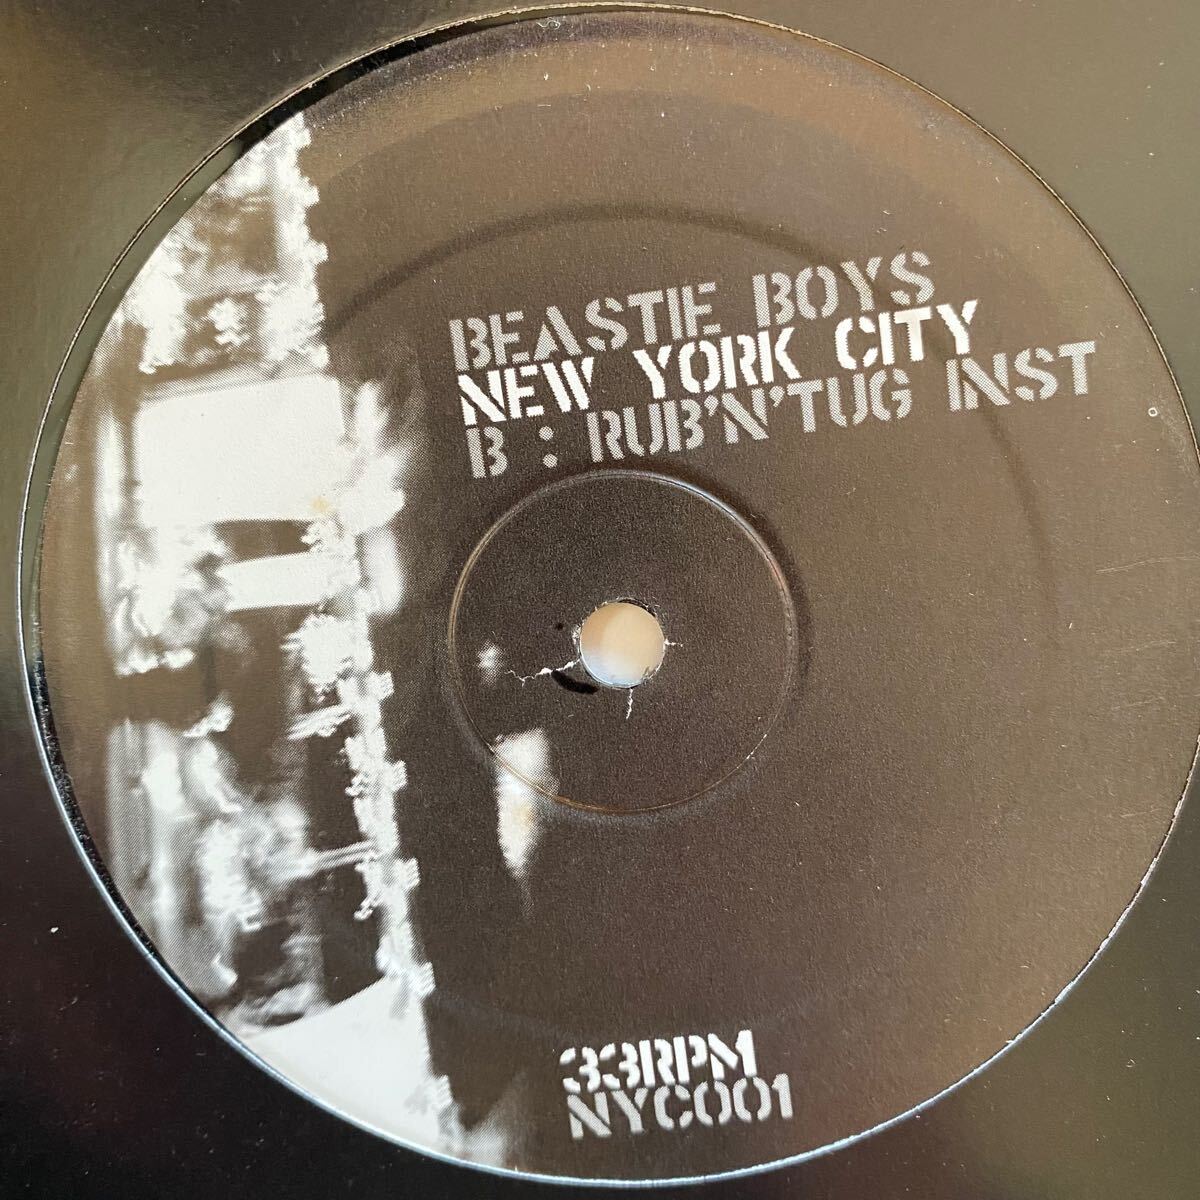 BEASTIE BOYS
NEW YORK CITY
B : RUB'N'TUG INST
33RPM
NYC001